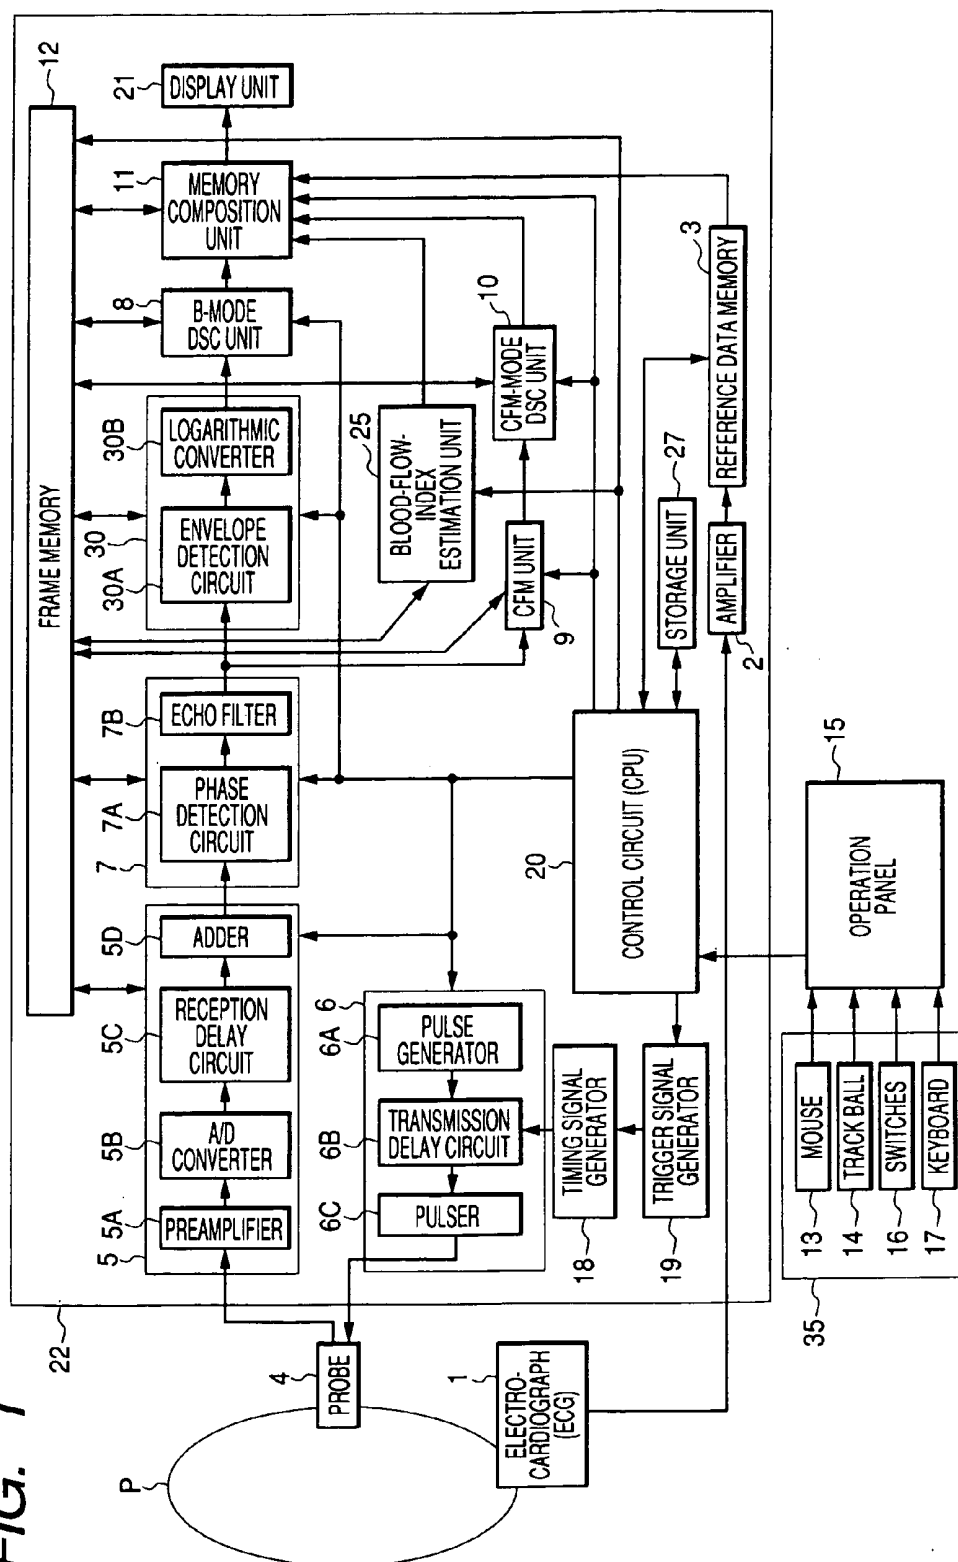 FIG. 1
22
FRAME MEMORY
12
5
5A
PREAMPLIFIER
5B
A/D
CONVERTER
5C
RECEPTION
DELAY
CIRCUIT
5D
ADDER
7
7A
PHASE
DETECTION
CIRCUIT
7B
ECHO FILTER
30
30A
ENVELOPE
DETECTION
CIRCUIT
30B
LOGARITHMIC
CONVERTER
8
B-MODE
DSC UNIT
11
MEMORY
COMPOSITION
UNIT
21
DISPLAY UNIT
P
4
PROBE
6
6A
PULSE
GENERATOR
6B
TRANSMISSION
DELAY CIRCUIT
6C
PULSER
25
BLOOD-FLOW-
INDEX
ESTIMATION UNIT
9
CFM UNIT
10
CFM-MODE
DSC UNIT
1
ELECTRO-
CARDIOGRAPH
(ECG)
18
TIMING SIGNAL
GENERATOR
19
TRIGGER SIGNAL
GENERATOR
20
CONTROL CIRCUIT (CPU)
27
STORAGE UNIT
2
AMPLIFIER
3
REFERENCE DATA MEMORY
35
13
MOUSE
14
TRACK BALL
16
SWITCHES
17
KEYBOARD
15
OPERATION
PANEL